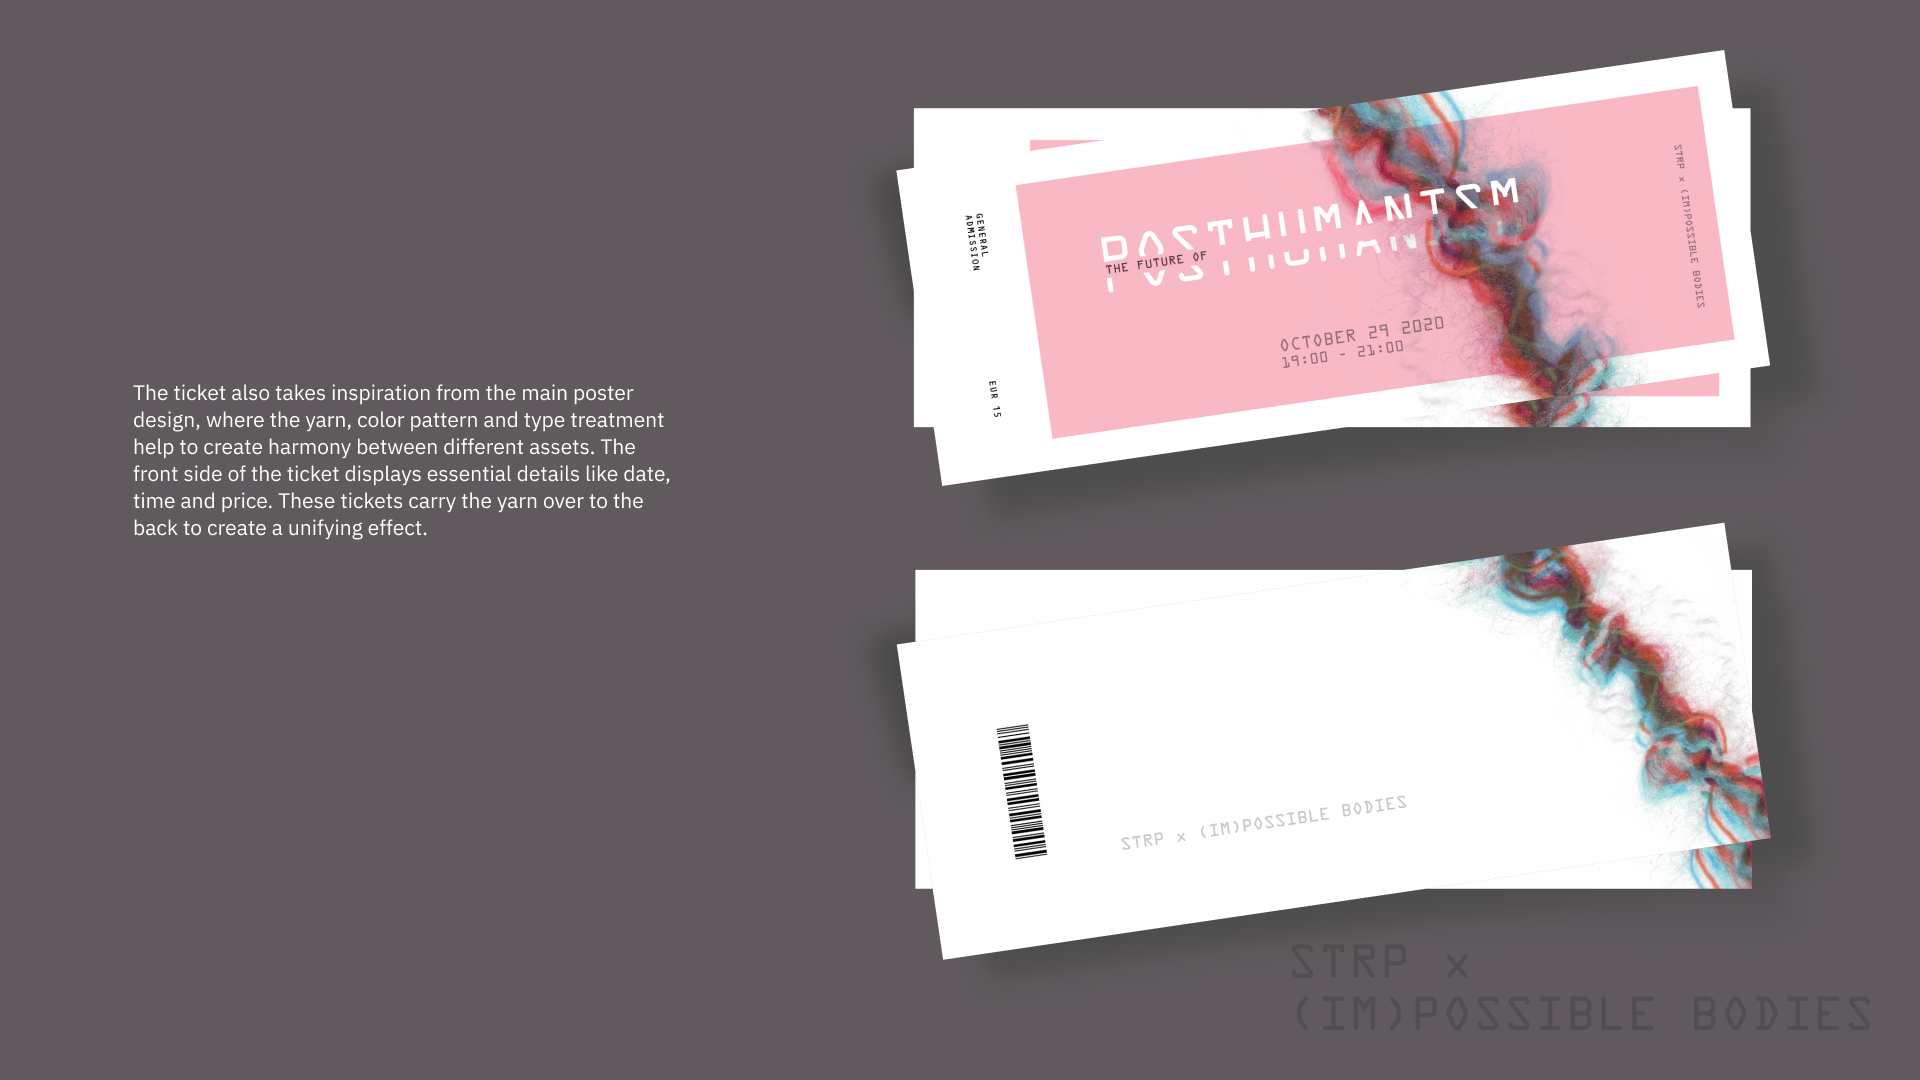 The ticket also takes inspiration from the main poster
design, where the yarn, color pattern and type treatment
help to create harmony between different assets. The
front side of the ticket displays essential details like date,
time and price. These tickets carry the yarn over to the
back to create a unifying effect.
GENERAL
ADMISSION
EUR 15
THE FUTURE OF
POSTHUMANISM
OCTOBER 29 2020
19:00 - 21:00
STRP x (IM)POSSIBLE BODIES
STRP x (IM)POSSIBLE BODIES
STRP x
(IM)POSSIBLE BODIES